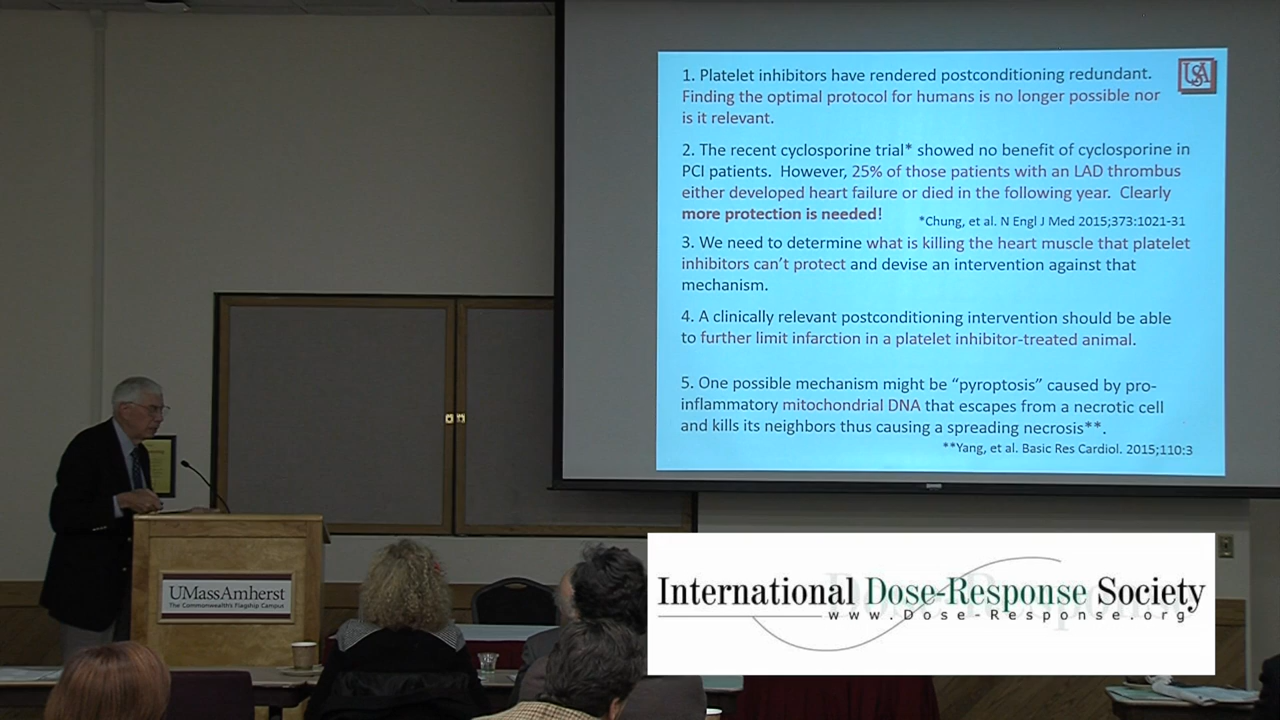 1. Platelet inhibitors have rendered postconditioning redundant.
Finding the optimal protocol for humans is no longer possible nor
is it relevant.
2. The recent cyclosporine trial* showed no benefit of cyclosporine in
PCI patients. However, 25% of those patients with an LAD thrombus
either developed heart failure or died in the following year. Clearly
more protection is needed!
*Chung, et al. N Engl J Med 2015;373:1021-31
3. We need to determine what is killing the heart muscle that platelet
inhibitors can't protect and devise an intervention against that
mechanism.
4. A clinically relevant postconditioning intervention should be able
to further limit infarction in a platelet inhibitor-treated animal.
5. One possible mechanism might be “pyroptosis” caused by pro-
inflammatory mitochondrial DNA that escapes from a necrotic cell
and kills its neighbors thus causing a spreading necrosis**.
**Yang, et al. Basic Res Cardiol. 2015;110:3
USA
UMassAmherst
The Commonwealth's Flagship Campus
International Dose-Response Society
www.Dose-Response.org